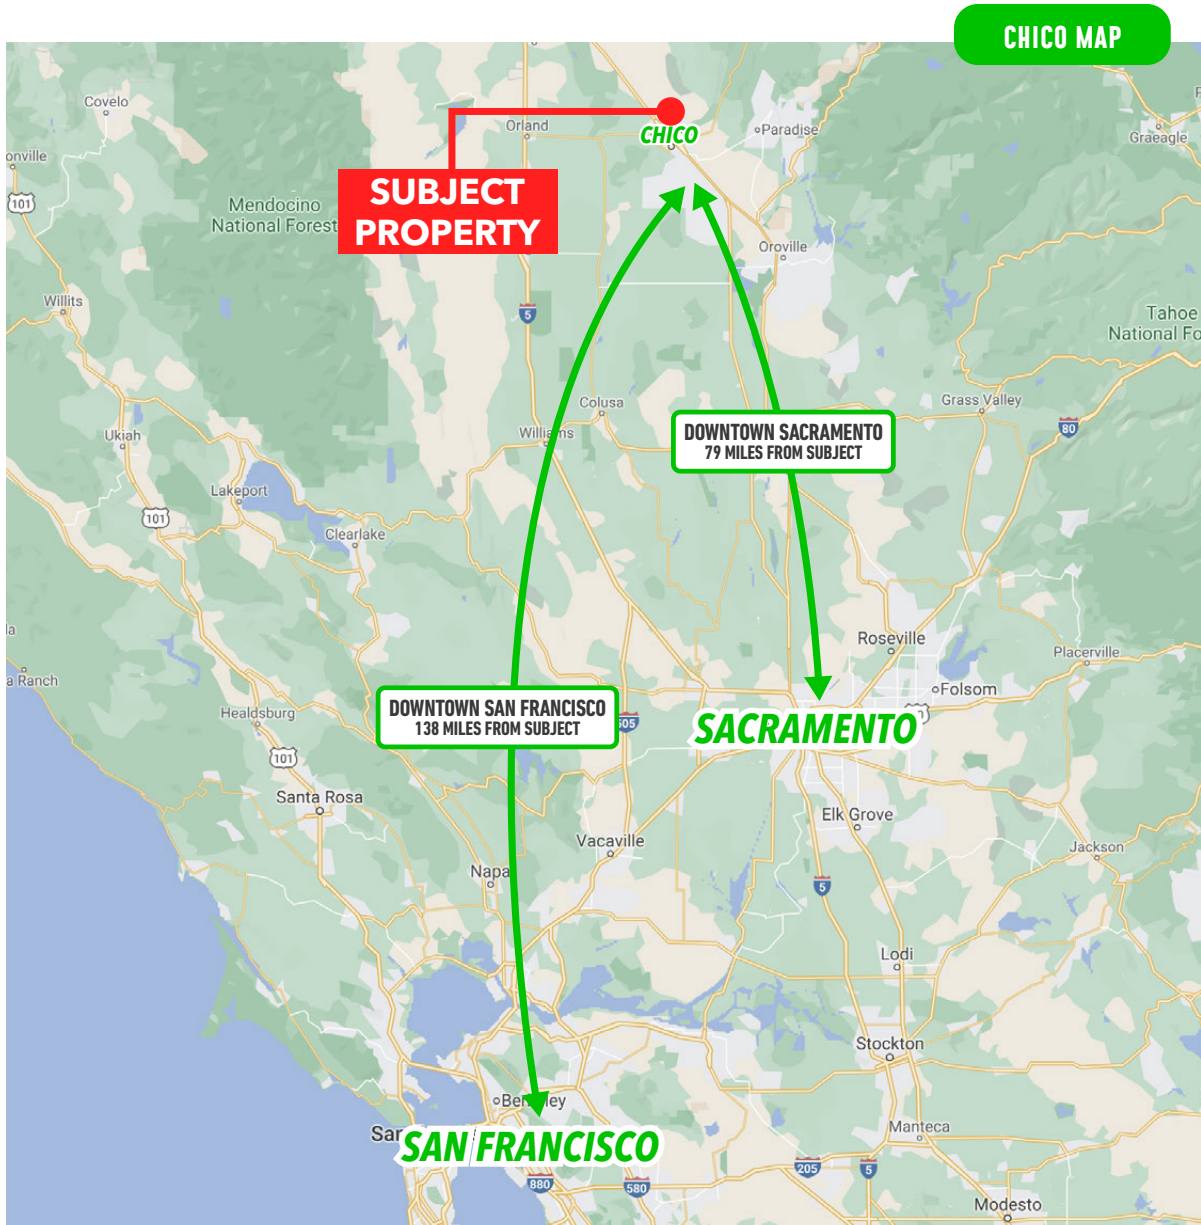 CHICO MAP
Covelo
Orland
CHICO
Paradise
Graeagle
onville
101
SUBJECT
PROPERTY
Mendocino
National Forest
Oroville
Willits
5
Tahoe
National Fo
Colusa
Grass Valley
Williams
Ukiah
80
DOWNTOWN SACRAMENTO
79 MILES FROM SUBJECT
Lakeport
101
Clearlake
Roseville
Placerville
la
a Ranch
Folsom
Healdsburg
DOWNTOWN SAN FRANCISCO
138 MILES FROM SUBJECT
505
SACRAMENTO
101
Santa Rosa
Elk Grove
Vacaville
Jackson
Napa
5
Lodi
Stockton
Berkeley
Manteca
San
SAN FRANCISCO
205
5
880
580
Modesto